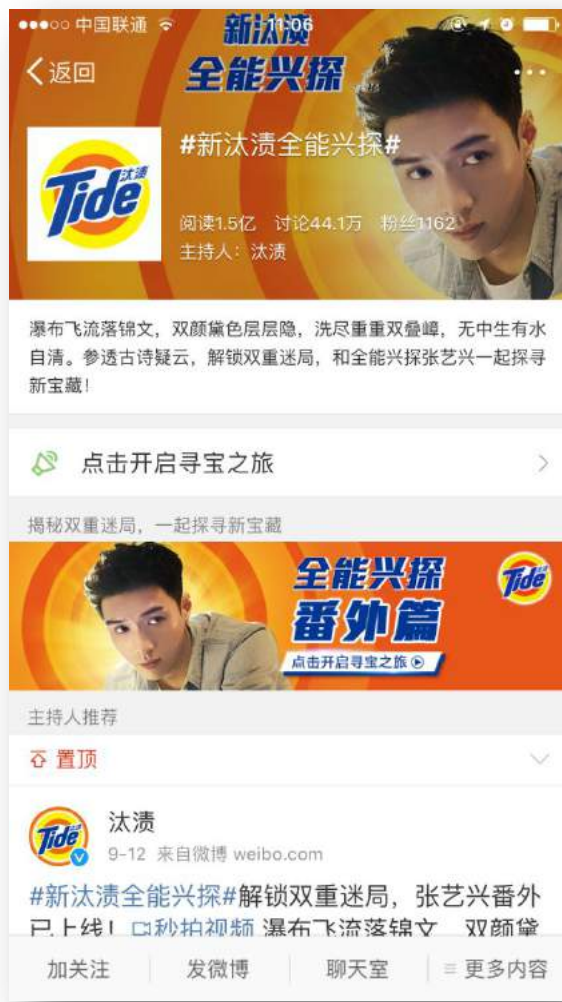 中国联通
11:06
新汰渍
全能兴探
返回
#新汰渍全能兴探#
汰渍
Tide
阅读1.5亿 讨论44.1万 粉丝1162
主持人：汰渍
瀑布飞流落锦文，双颜黛色层层隐，洗尽重重双叠嶂，无中生有水
自清。参透古诗疑云，解锁双重迷局，和全能兴探张艺兴一起探寻
新宝藏！
点击开启寻宝之旅
揭秘双重迷局，一起探寻新宝藏
全能兴探
番外篇
点击开启寻宝之旅
Tide
主持人推荐
置顶
Tide
汰渍
9-12 来自微博 weibo.com
#新汰渍全能兴探#解锁双重迷局，张艺兴番外
已上线！秒拍视频 瀑布飞流落锦文，双颜黛
加关注
发微博
聊天室
更多内容